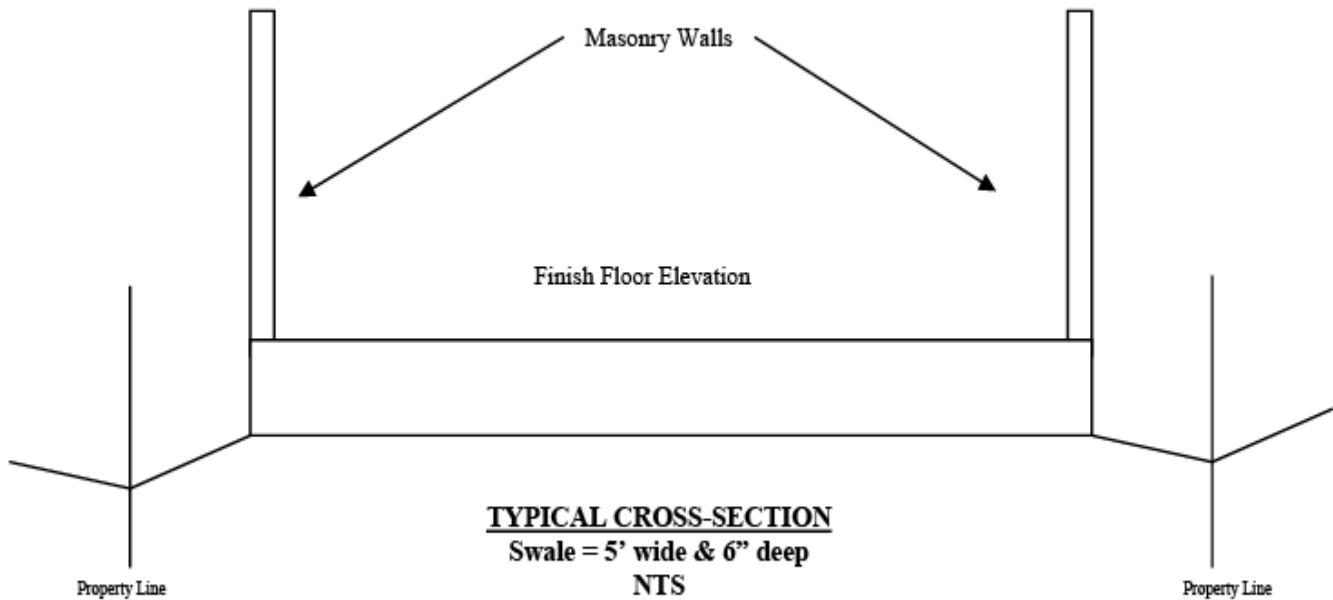 Masonry Walls
Finish Floor Elevation
TYPICAL CROSS-SECTION
Swale = 5’ wide & 6” deep
NTS
Property Line
Property Line